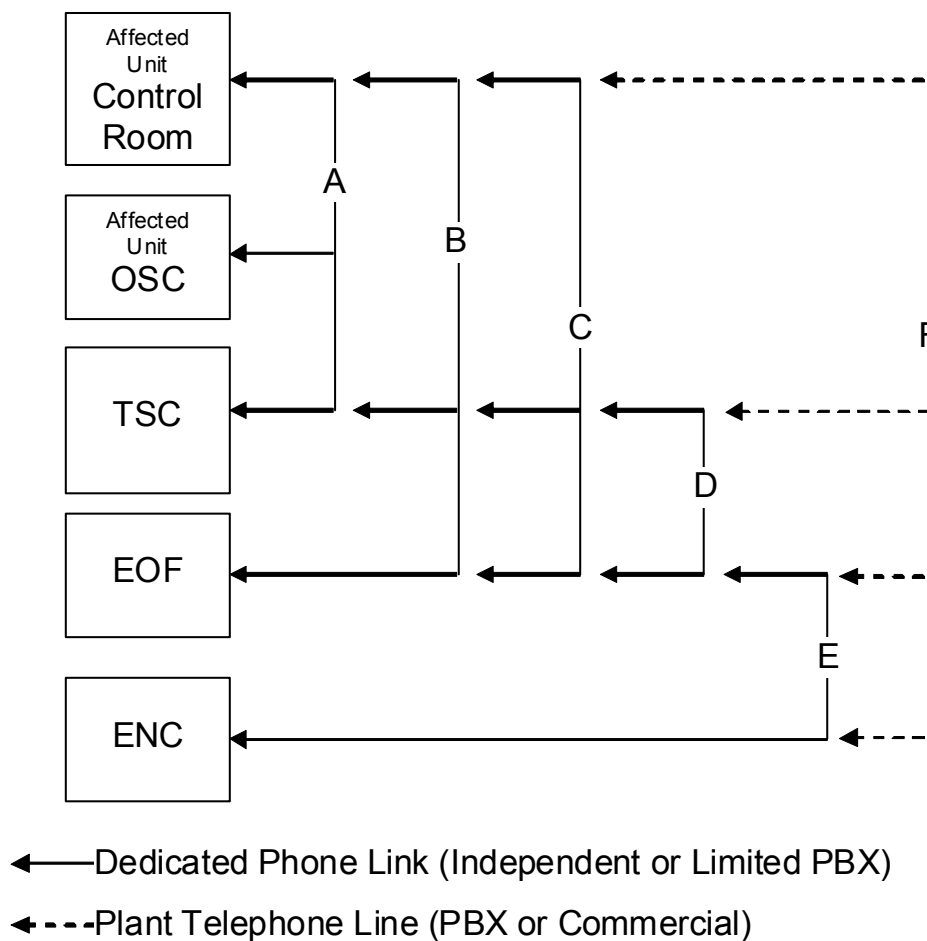 Affected
Unit
Control
Room
A
Affected
Unit
OSC
B
C
TSC
D
EOF
E
ENC
Dedicated Phone Link (Independent or Limited PBX)
Plant Telephone Line (PBX or Commercial)